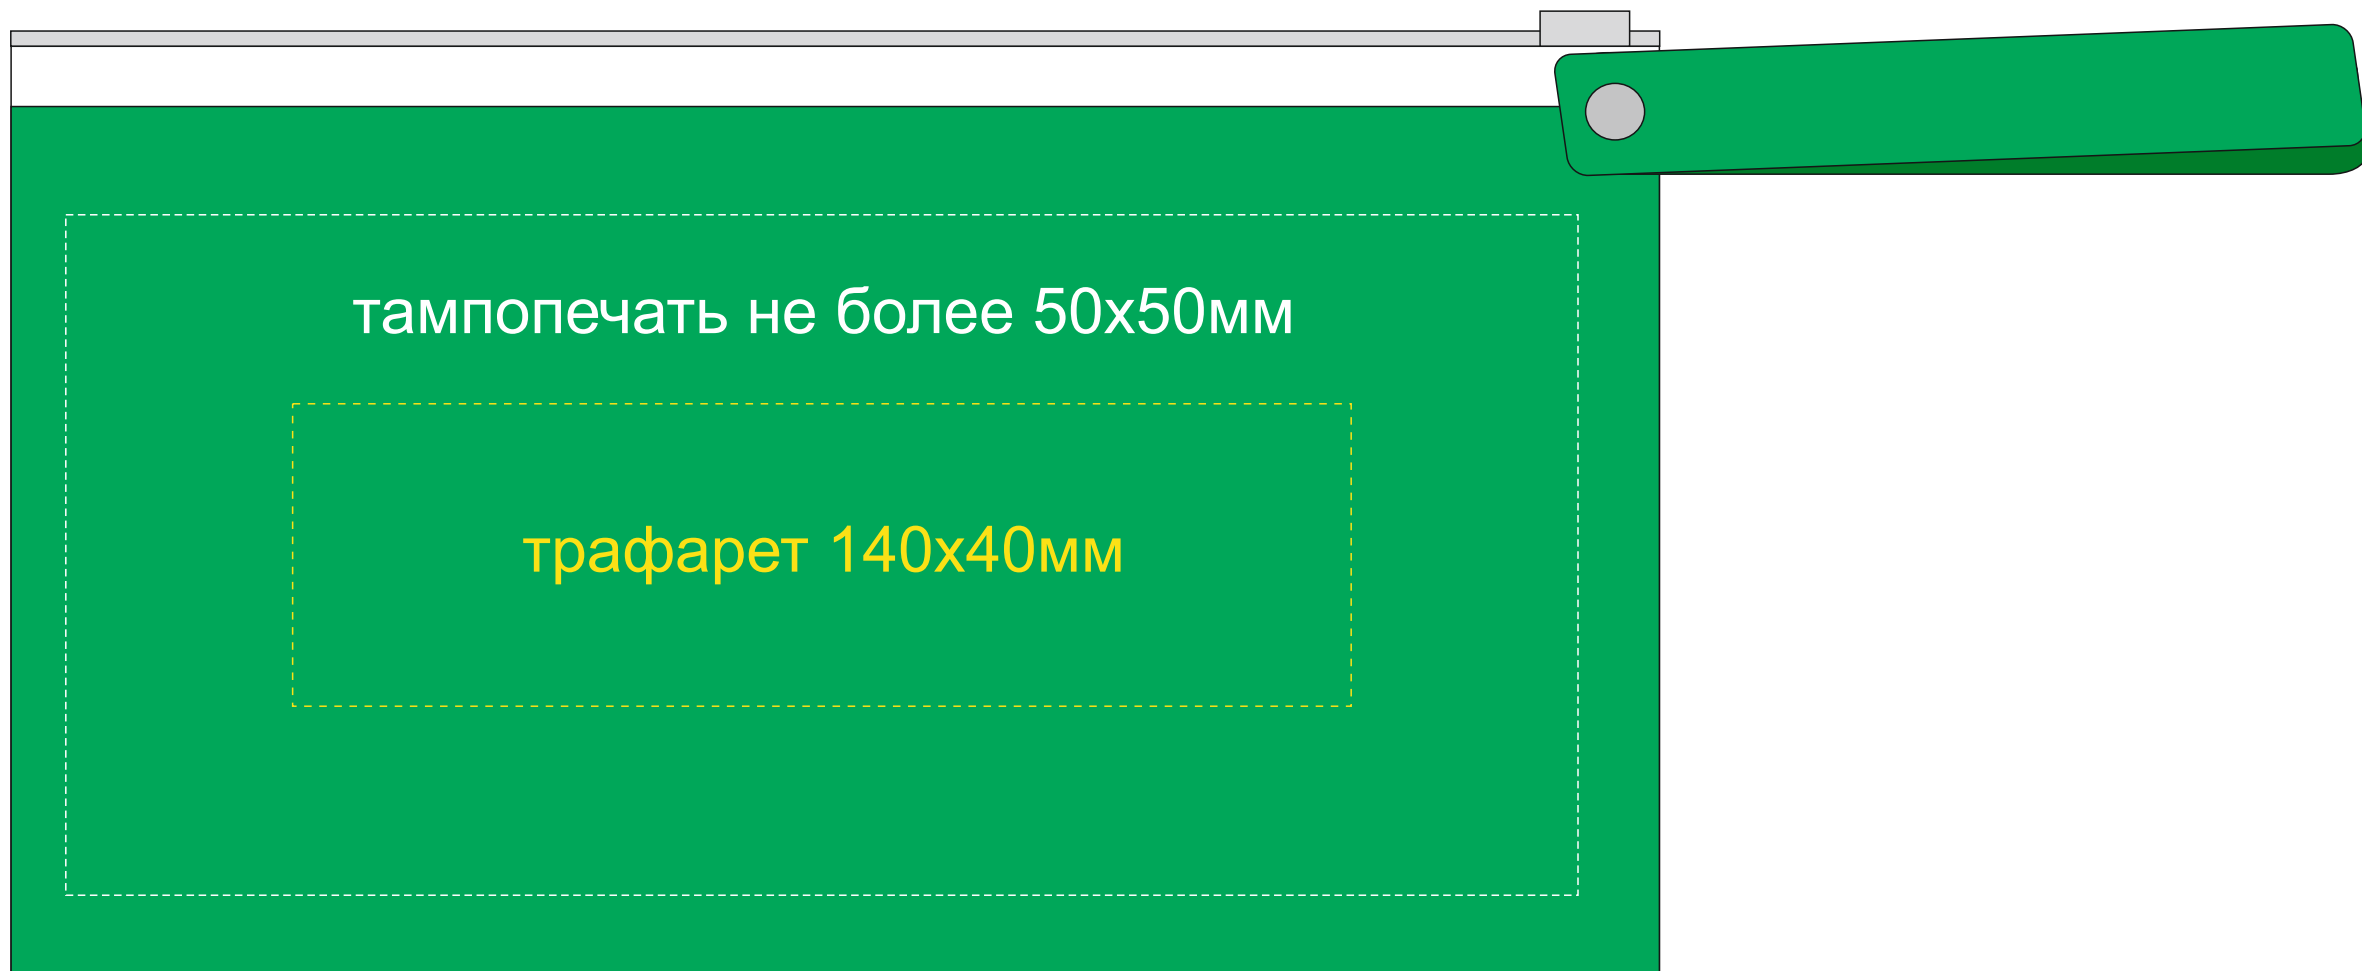 тампопечать не более 50х50мм
трафарет 140х40мм